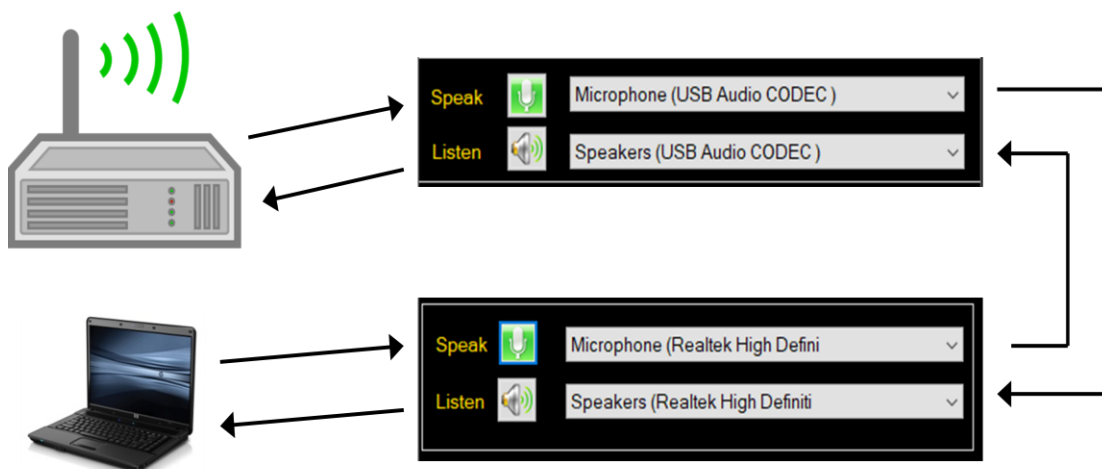 Speak Microphone (USB Audio CODEC )
Listen Speakers (USB Audio CODEC )
Speak Microphone (Realtek High Defini
Listen Speakers (Realtek High Definiti